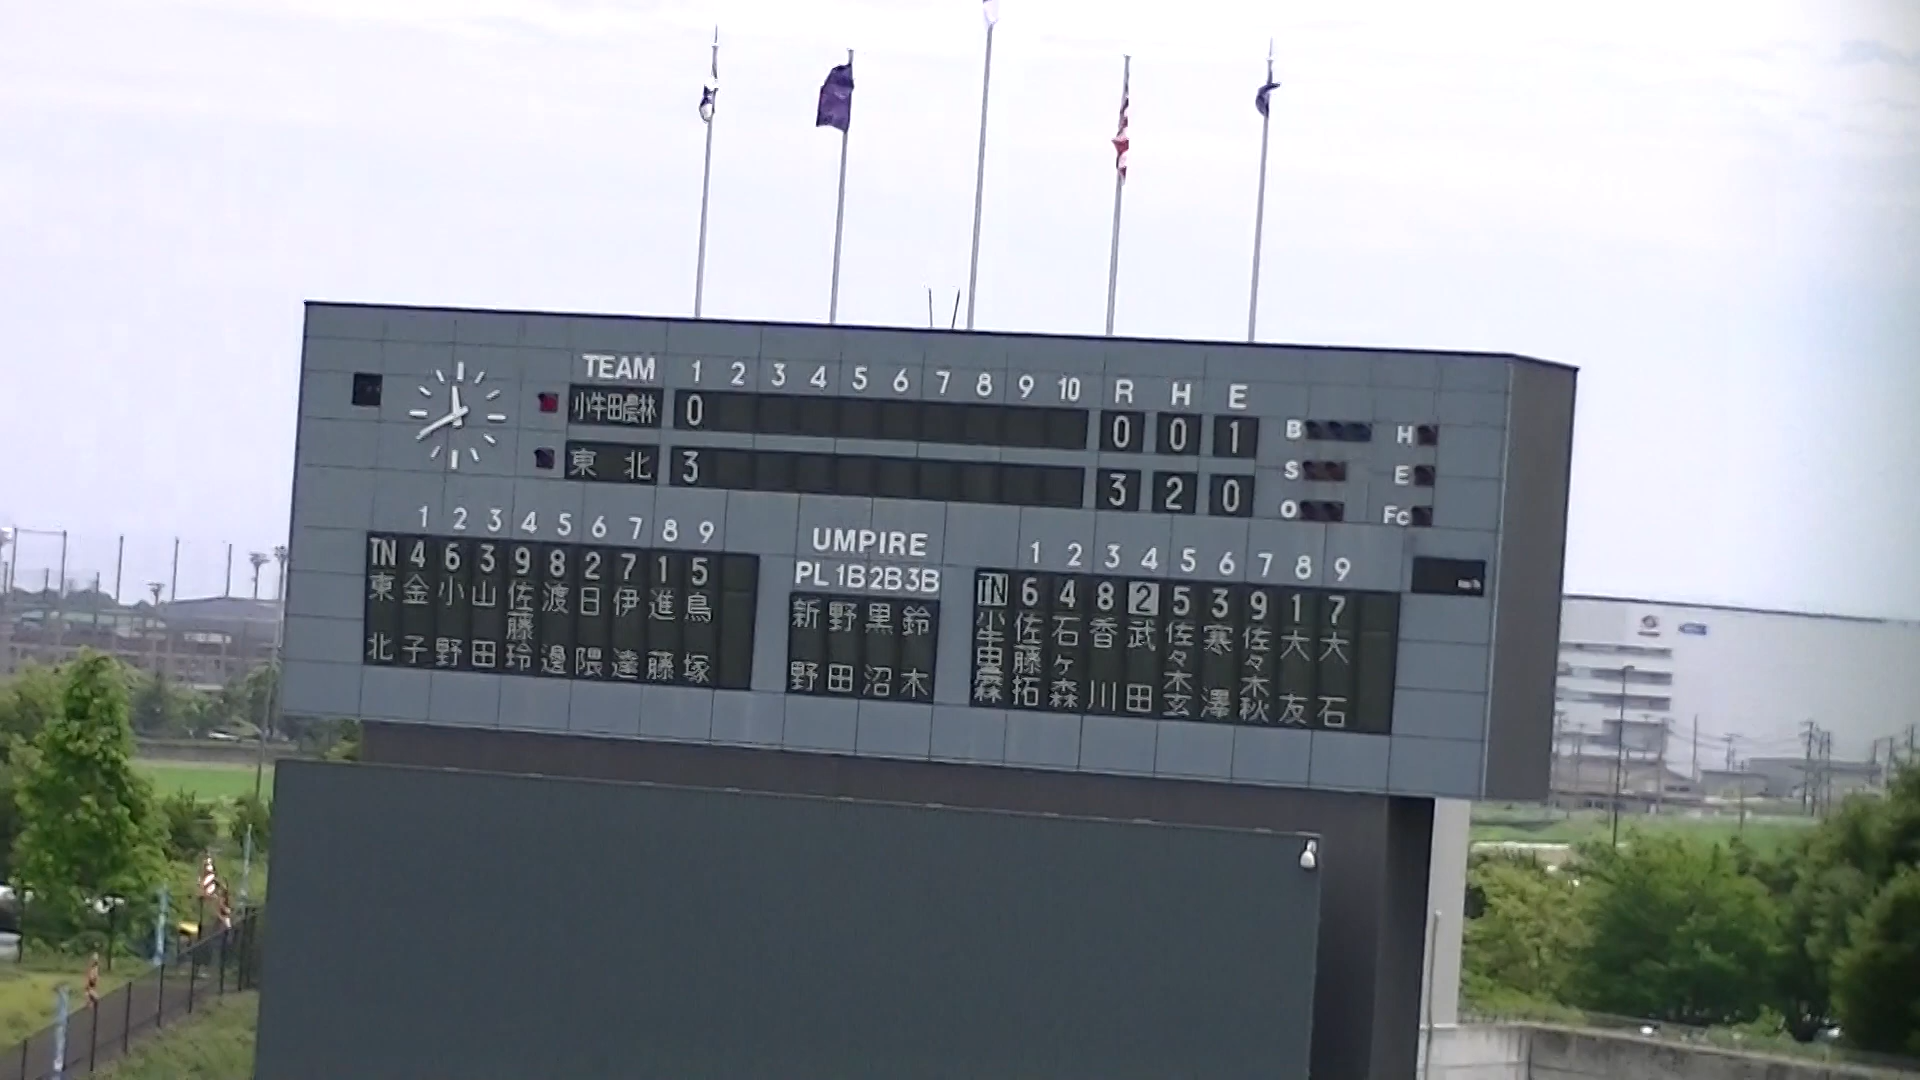 TEAM 1 2 3 4 5 6 7 8 9 10 R H E
小牛田農林 0 0 0 1 B H
東北 3 3 2 0 S E
O Fc
1 2 3 4 5 6 7 8 9
TN 4 6 3 9 8 2 7 1 5
東北 金子 小野 山田 佐藤玲 渡邊 日隈 伊達 進藤 鳥塚
UMPIRE
PL 1B 2B 3B
新野 野田 黒沼 鈴木
1 2 3 4 5 6 7 8 9
TN 6 4 8 2 5 3 9 1 7
小牛田農林 佐藤拓 石ヶ森 香川 武田 佐々木玄 寒澤 佐々木秋 大友 大石